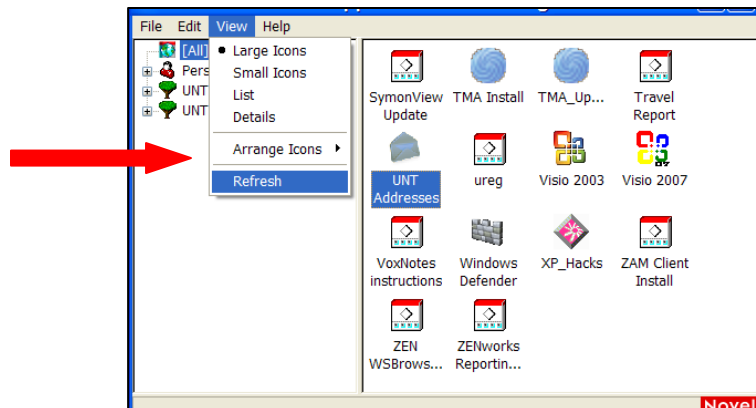 File Edit View Help
[All]
Pers
UNT
UNT
Large Icons
Small Icons
List
Details
Arrange Icons
Refresh
SymonView
Update
TMA Install
TMA_Up...
Travel
Report
UNT
Addresses
ureg
Visio 2003
Visio 2007
VoxNotes
instructions
Windows
Defender
XP_Hacks
ZAM Client
Install
ZEN
WSBrows...
ZENworks
Reportin...
Novel